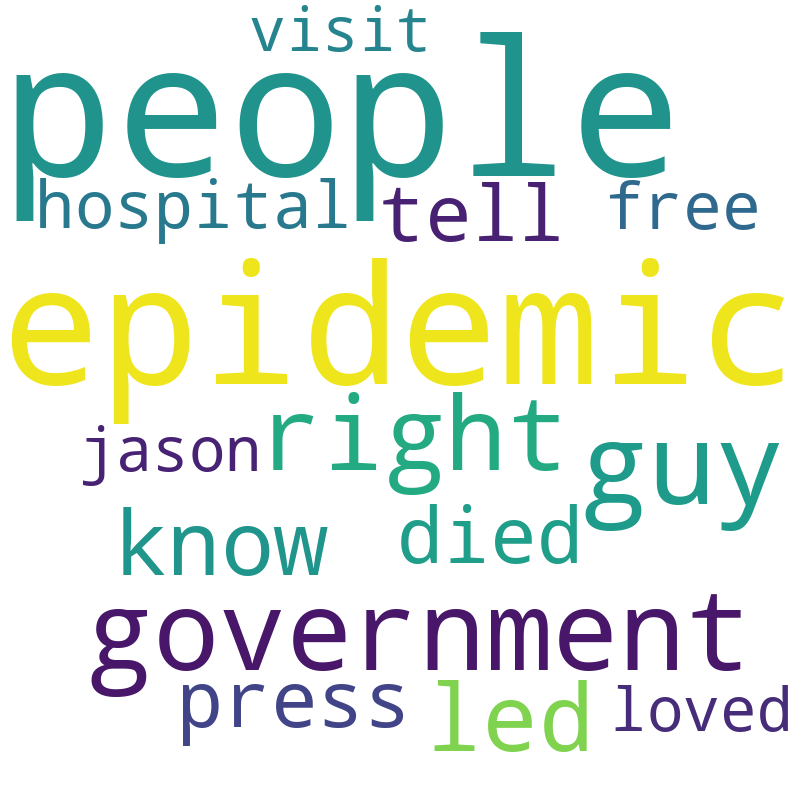 visit
people
hospital tell free
epidemic
jason right guy
know died
government
press led loved